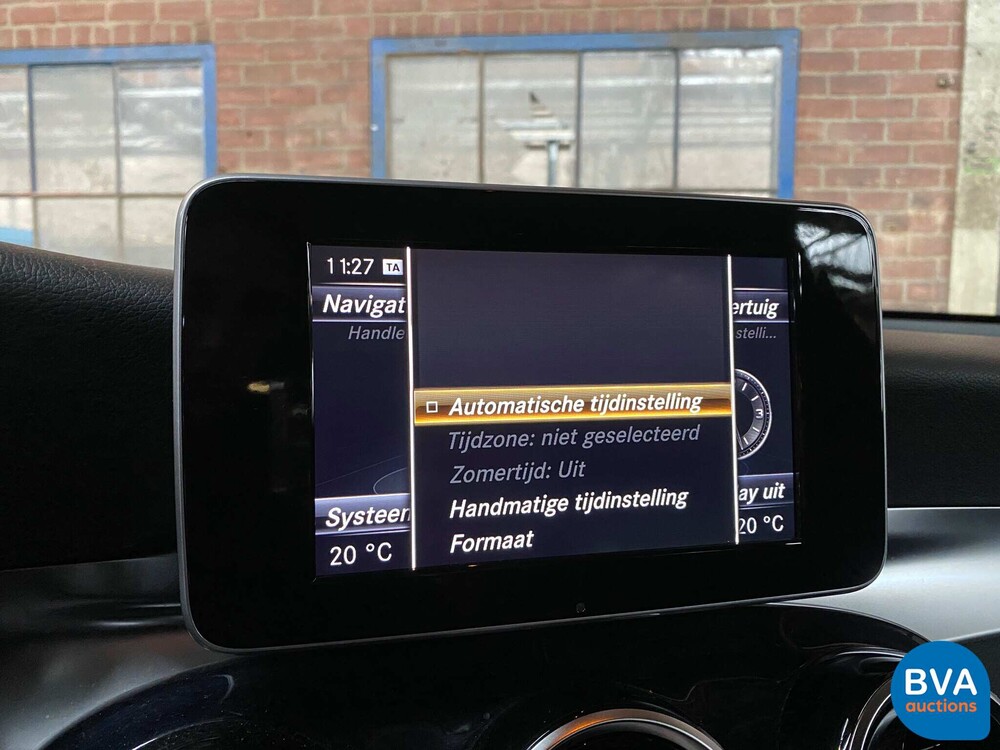 11:27 TA
Navigat
Handle
ertuig
stelli...
Automatische tijdinstelling
Tijdzone: niet geselecteerd
Zomertijd: Uit
Handmatige tijdinstelling
Formaat
3
Systeem
ay uit
20 °C
20 °C
BVA
auctions